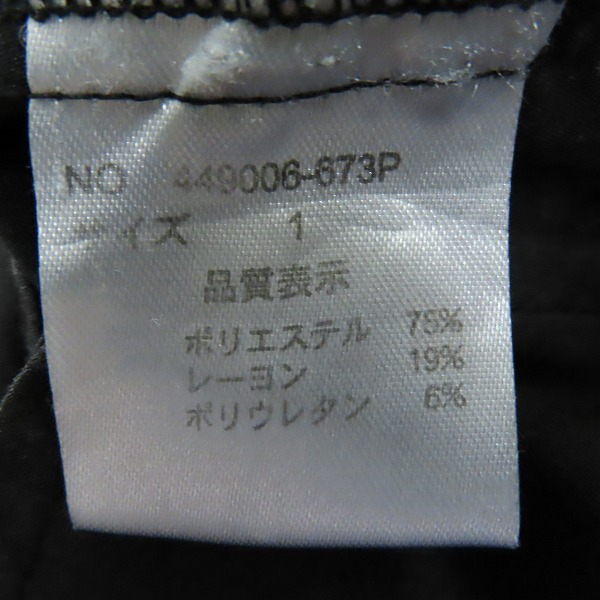 NO 449006-673P
サイズ 1
品質表示
ポリエステル 75%
レーヨン 19%
ポリウレタン 6%